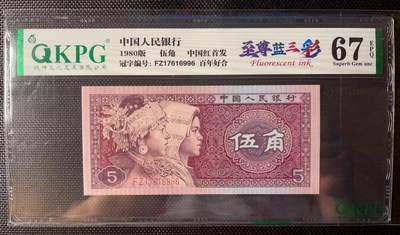 QKPG
中国人民银行
1980版 伍角 中国红首发
冠字编号: FZ17616996 百年好合
至尊蓝三彩
Fluorescent ink
67
EPQ
Superb Gem unc
中国人民银行
伍角
5
5